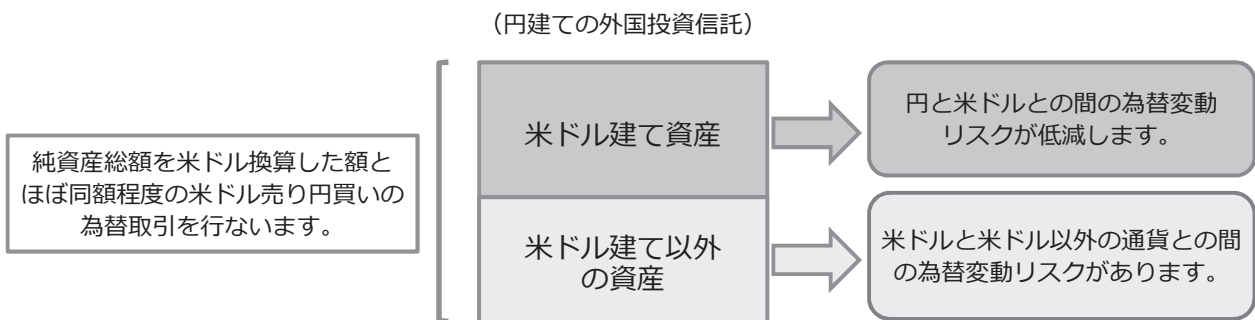 （円建ての外国投資信託）
純資産総額を米ドル換算した額と
ほぼ同額程度の米ドル売り円買いの
為替取引を行ないます。
米ドル建て資産
円と米ドルとの間の為替変動
リスクが低減します。
米ドル建て以外
の資産
米ドルと米ドル以外の通貨との間
の為替変動リスクがあります。